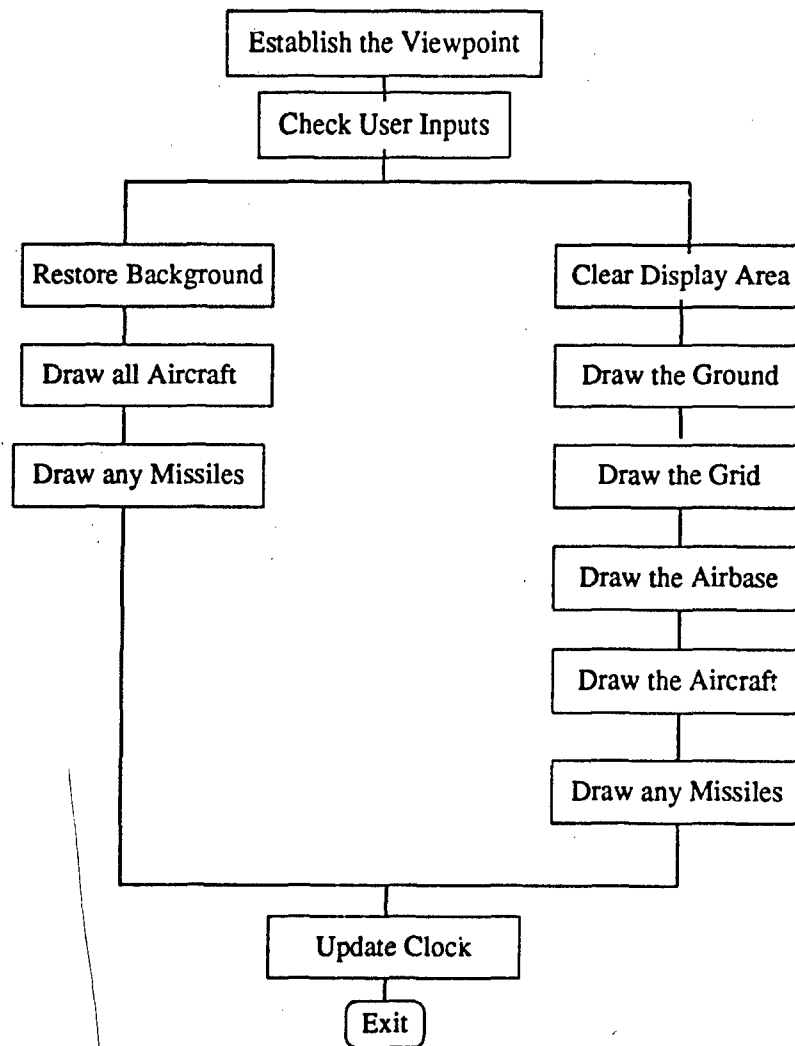 Establish the Viewpoint
Check User Inputs
Restore Background
Draw all Aircraft
Draw any Missiles
Clear Display Area
Draw the Ground
Draw the Grid
Draw the Airbase
Draw the Aircraft
Draw any Missiles
Update Clock
Exit